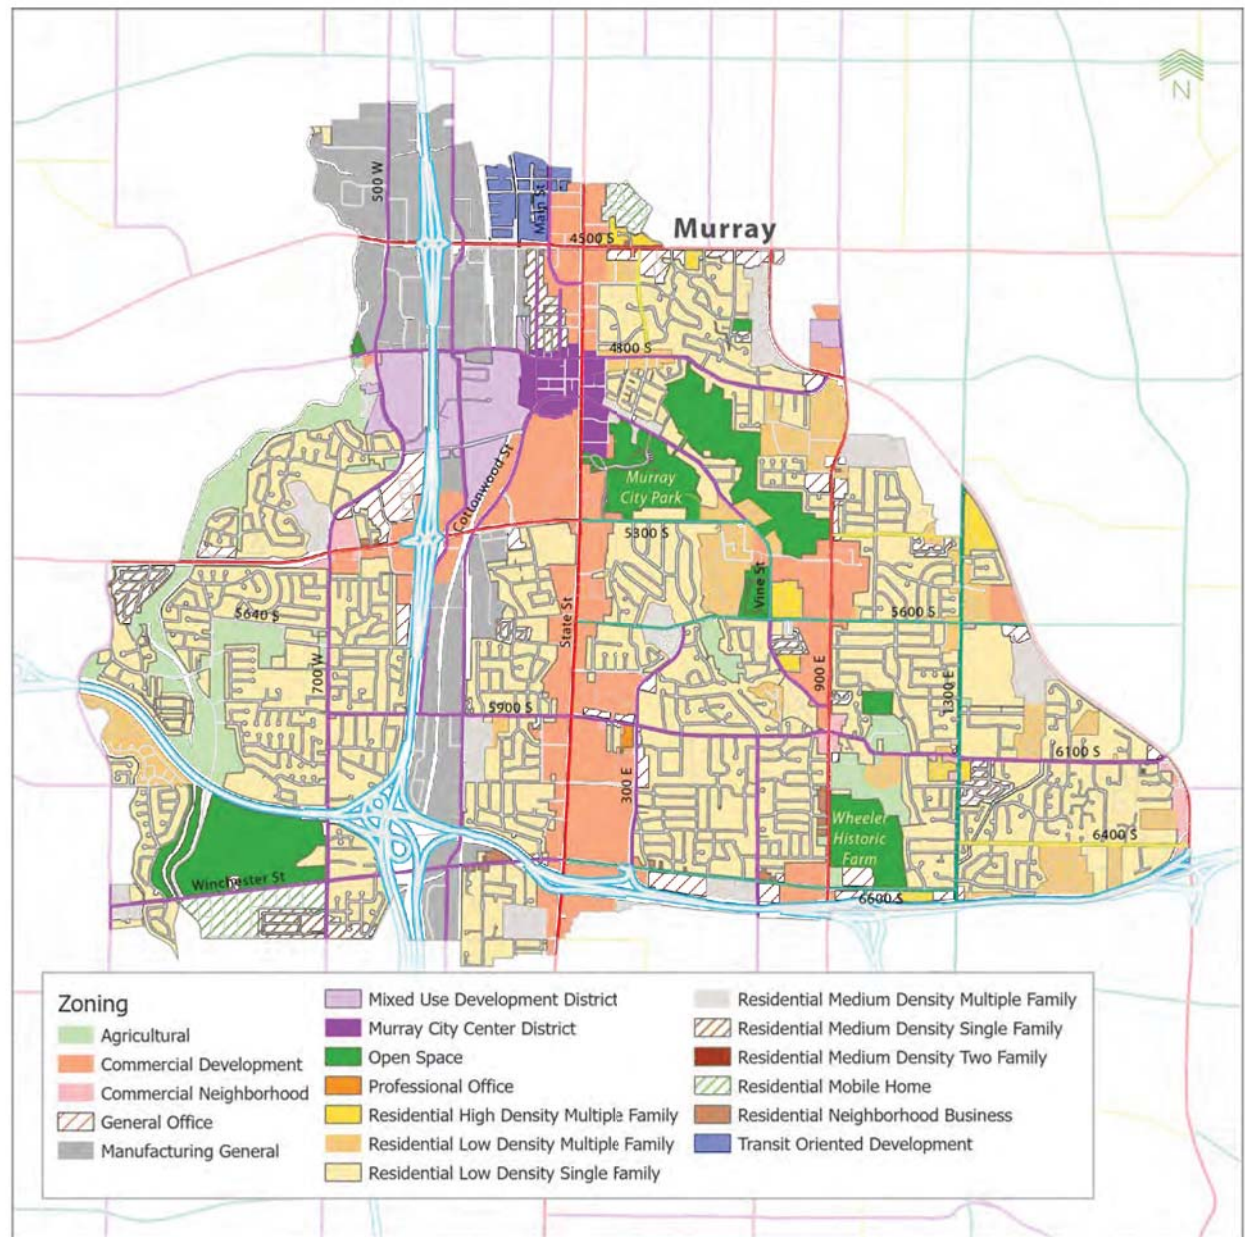 N
500 W
Main St
Murray
4500 S
4800 S
Cottonwood St
Murray
City Park
5300 S
State St
Vine St
5640 S
5600 S
700 W
900 E
1300 E
5900 S
6100 S
300 E
Wheeler
Historic
Farm
6400 S
Winchester St
6600 S
Zoning
Agricultural
Commercial Development
Commercial Neighborhood
General Office
Manufacturing General
Mixed Use Development District
Murray City Center District
Open Space
Professional Office
Residential High Density Multiple Family
Residential Low Density Multiple Family
Residential Low Density Single Family
Residential Medium Density Multiple Family
Residential Medium Density Single Family
Residential Medium Density Two Family
Residential Mobile Home
Residential Neighborhood Business
Transit Oriented Development